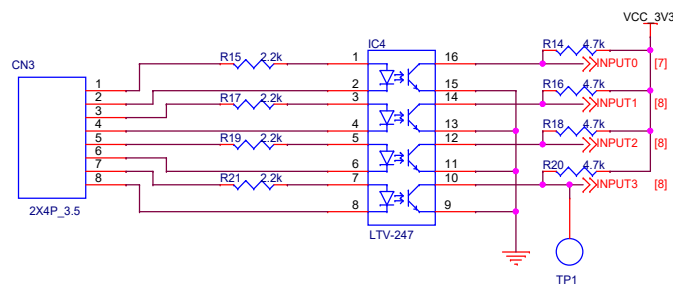 VCC_3V3
IC4
R14 4.7k
CN3
R15 2.2k
1 16
INPUT0 [7]
1
2 15
R16 4.7k
2
R17 2.2k
3 14
INPUT1 [8]
3
4
4 13
R18 4.7k
5
R19 2.2k
5 12
INPUT2 [8]
6
6 11
R20 4.7k
7
R21 2.2k
7 10
INPUT3 [8]
8
8 9
2X4P_3.5
LTV-247
TP1